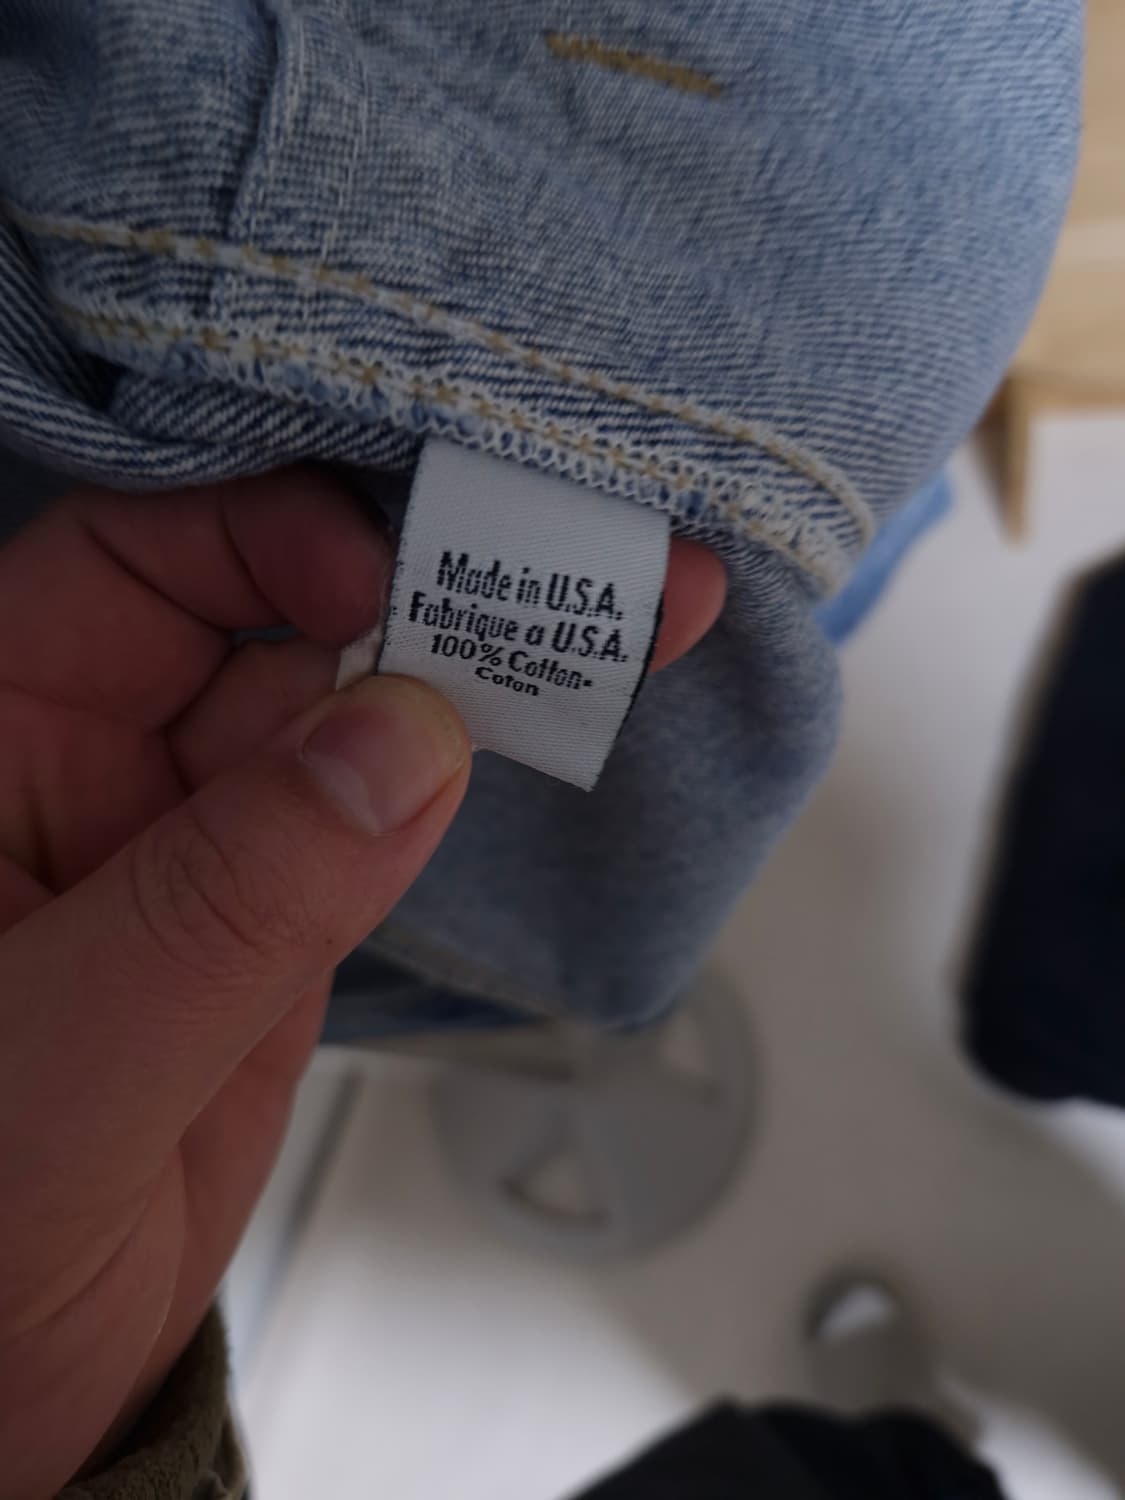 Made in U.S.A.
Fabrique a U.S.A.
100% Cotton-
Coton